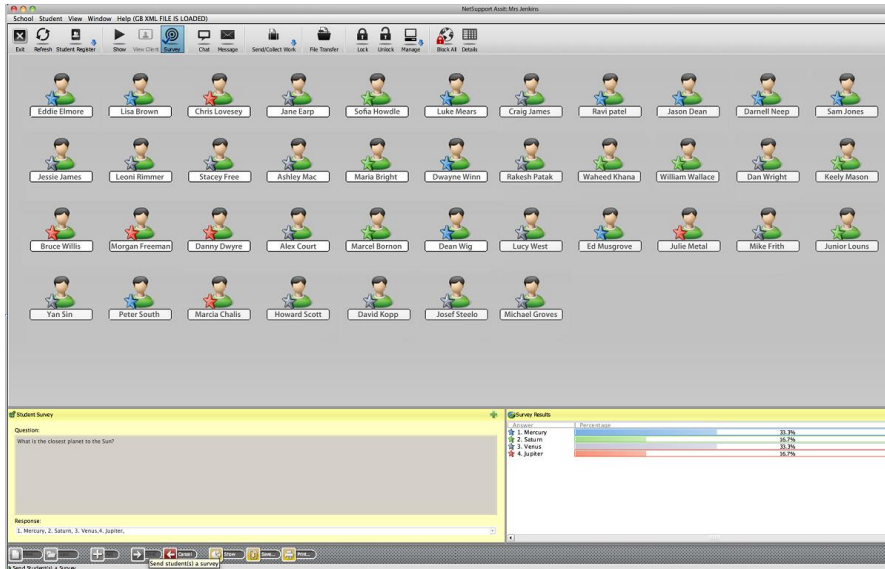 NetSupport Assit: Mrs Jenkins
School Student View Window Help (GB XML FILE IS LOADED)
Exit Refresh Student Register Show View Client Survey Chat Message Send/Collect Work File Transfer Lock Unlock Manage Block All Details
Eddie Elmore Lisa Brown Chris Lovesey Jane Earp Sofia Howdle Luke Mears Craig James Ravi patel Jason Dean Darnell Neep Sam Jones
Jessie James Leoni Rimmer Stacey Free Ashley Mac Maria Bright Dwayne Winn Rakesh Patak Waheed Khana William Wallace Dan Wright Keely Mason
Bruce Willis Morgan Freeman Danny Dwyre Alex Court Marcel Bornon Dean Wig Lucy West Ed Musgrove Julie Metal Mike Frith Junior Louns
Yan Sin Peter South Marcia Chalis Howard Scott David Kopp Josef Steelo Michael Groves
Student Survey
Question:
What is the closest planet to the Sun?
Response:
1. Mercury, 2. Saturn, 3. Venus,4. Jupiter,
Survey Results
Answer Percentage
1. Mercury 33.3%
2. Saturn 16.7%
3. Venus 33.3%
4. Jupiter 16.7%
Cancel Show Save... Print...
Send student(s) a survey
Send Student(s) a Survey